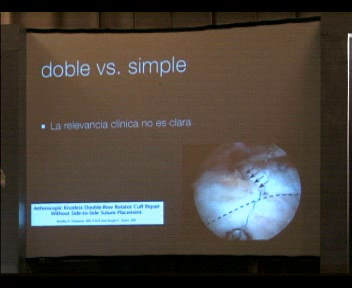 doble vs. simple
La relevancia clínica no es clara
Arthroscopic Knotless Double-Row Rotator Cuff Repair
Without Side-to-Side Suture Placement